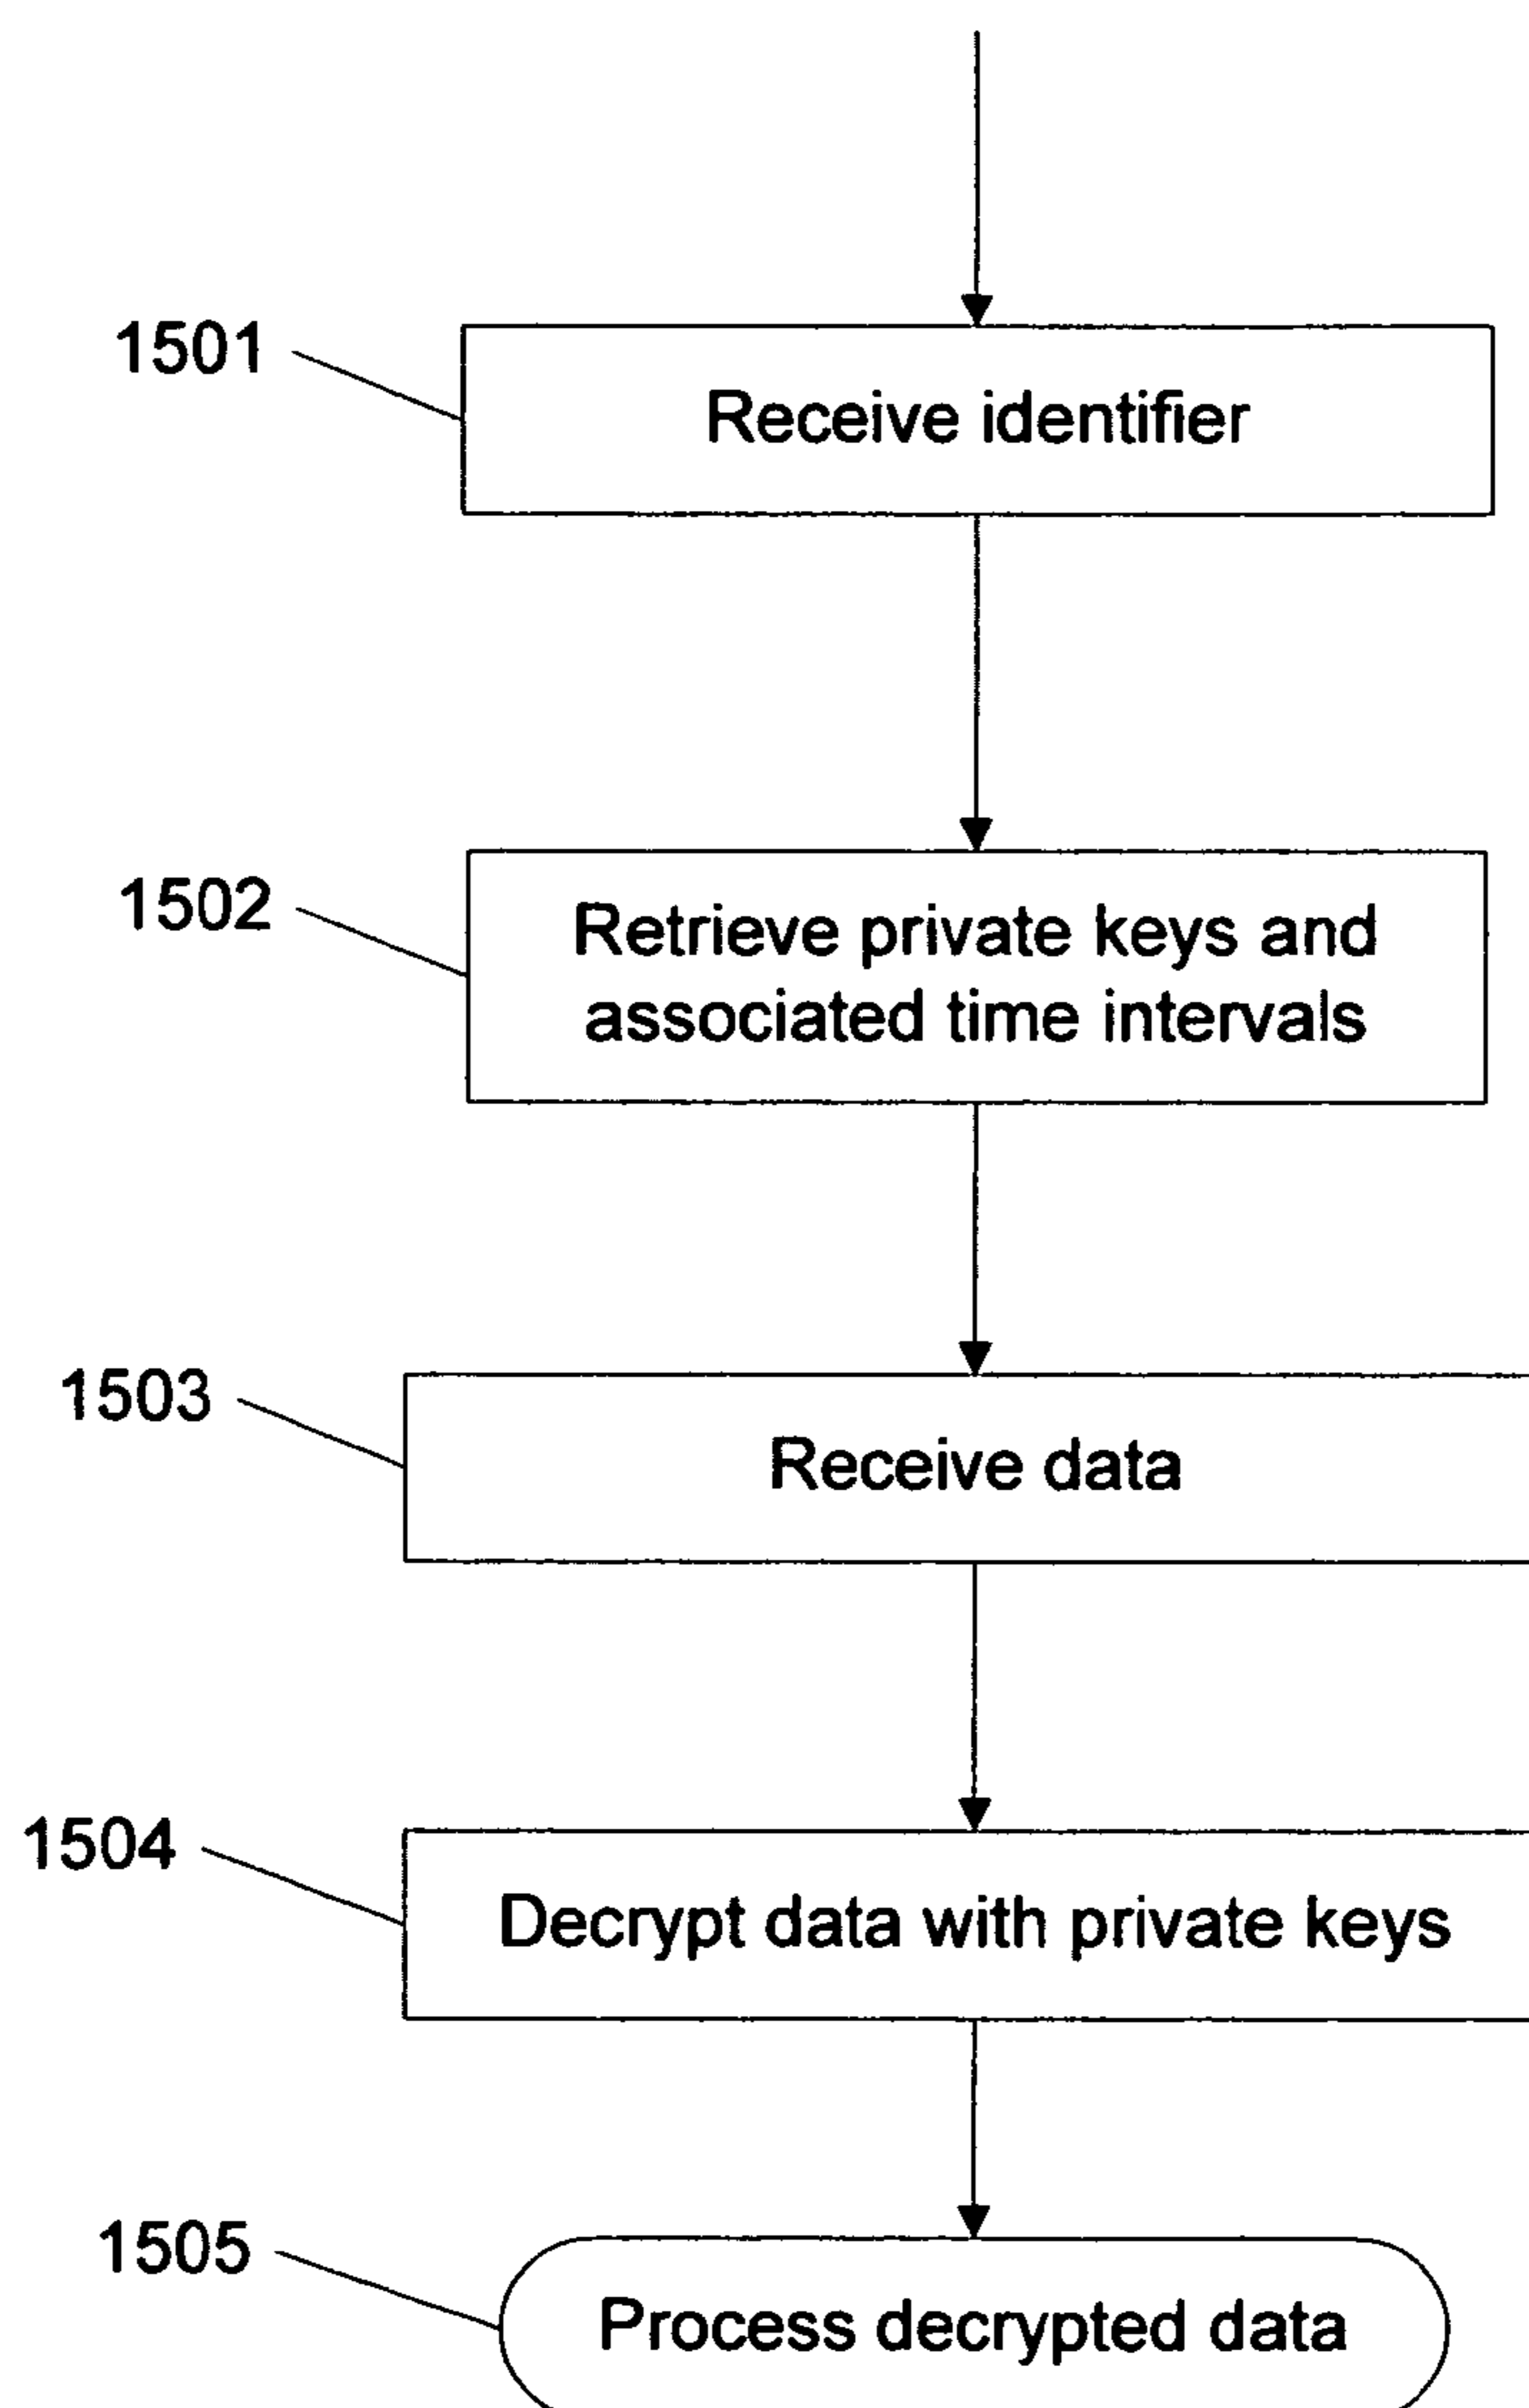 1501
Receive identifier
1502
Retrieve private keys and
associated time intervals
1503
Receive data
1504
Decrypt data with private keys
1505
Process decrypted data